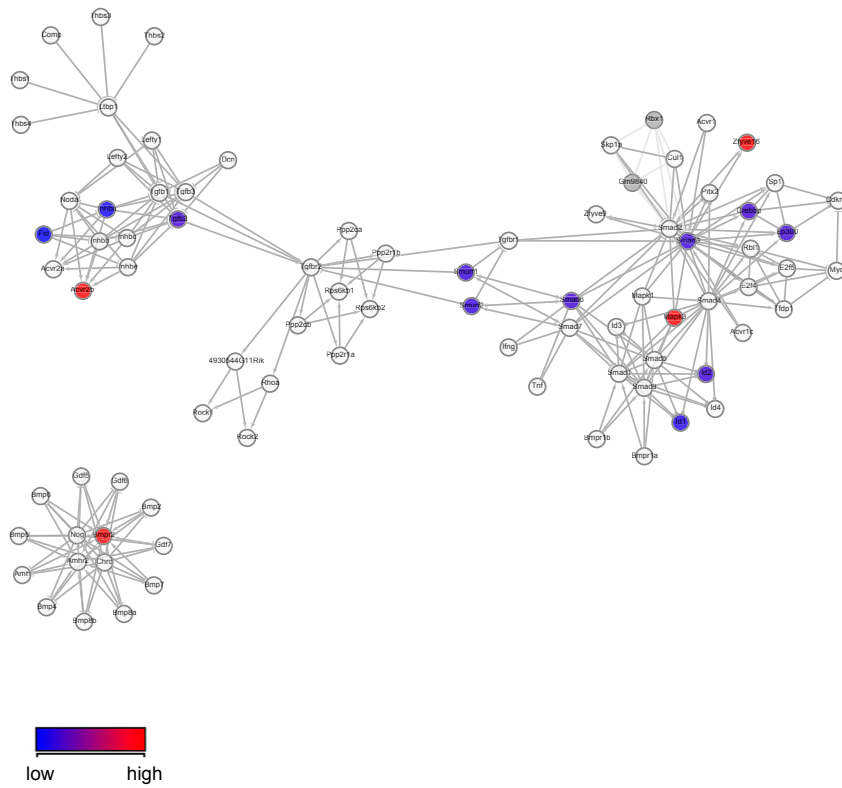 Thbs3
Comp
Thbs2
Thbs1
Ltbp1
Thbs4
Rbx1
Acvr1
Zfyve16
Skp1a
Cul1
Lefty1
Lefty2
Dcn
Gm9840
Sp1
Pitx2
Cdkn
Tgfb1
Tgfb3
Noda
Inhba
Tgfb2
Zfyve9
Crebbp
Smad2
Ep300
Fst
Inhbb
Inhbc
Ppp2ca
Tgfbr1
Smad3
Rbl1
Ppp2r1b
Acvr2a
Inhbe
Tgfbr2
Smurf1
E2f5
Myc
Acvr2b
Rps6kb1
E2f4
Mapk1
Smad4
Smad6
Smurf2
Rps6kb2
Tfdp1
Mapk3
Ppp2cb
Smad7
Id3
Acvr1c
Ifng
Ppp2r1a
4930544G11Rik
Smad5
Smad1
Id2
Rhoa
Tnf
Smad9
Rock1
Id4
Id1
Rock2
Bmpr1b
Bmpr1a
Gdf5
Gdf6
Bmp6
Bmp2
Bmp5
Nog
Bmpr2
Gdf7
Amhr2
Chrd
Amh
Bmp7
Bmp4
Bmp8b
Bmp8a
low high